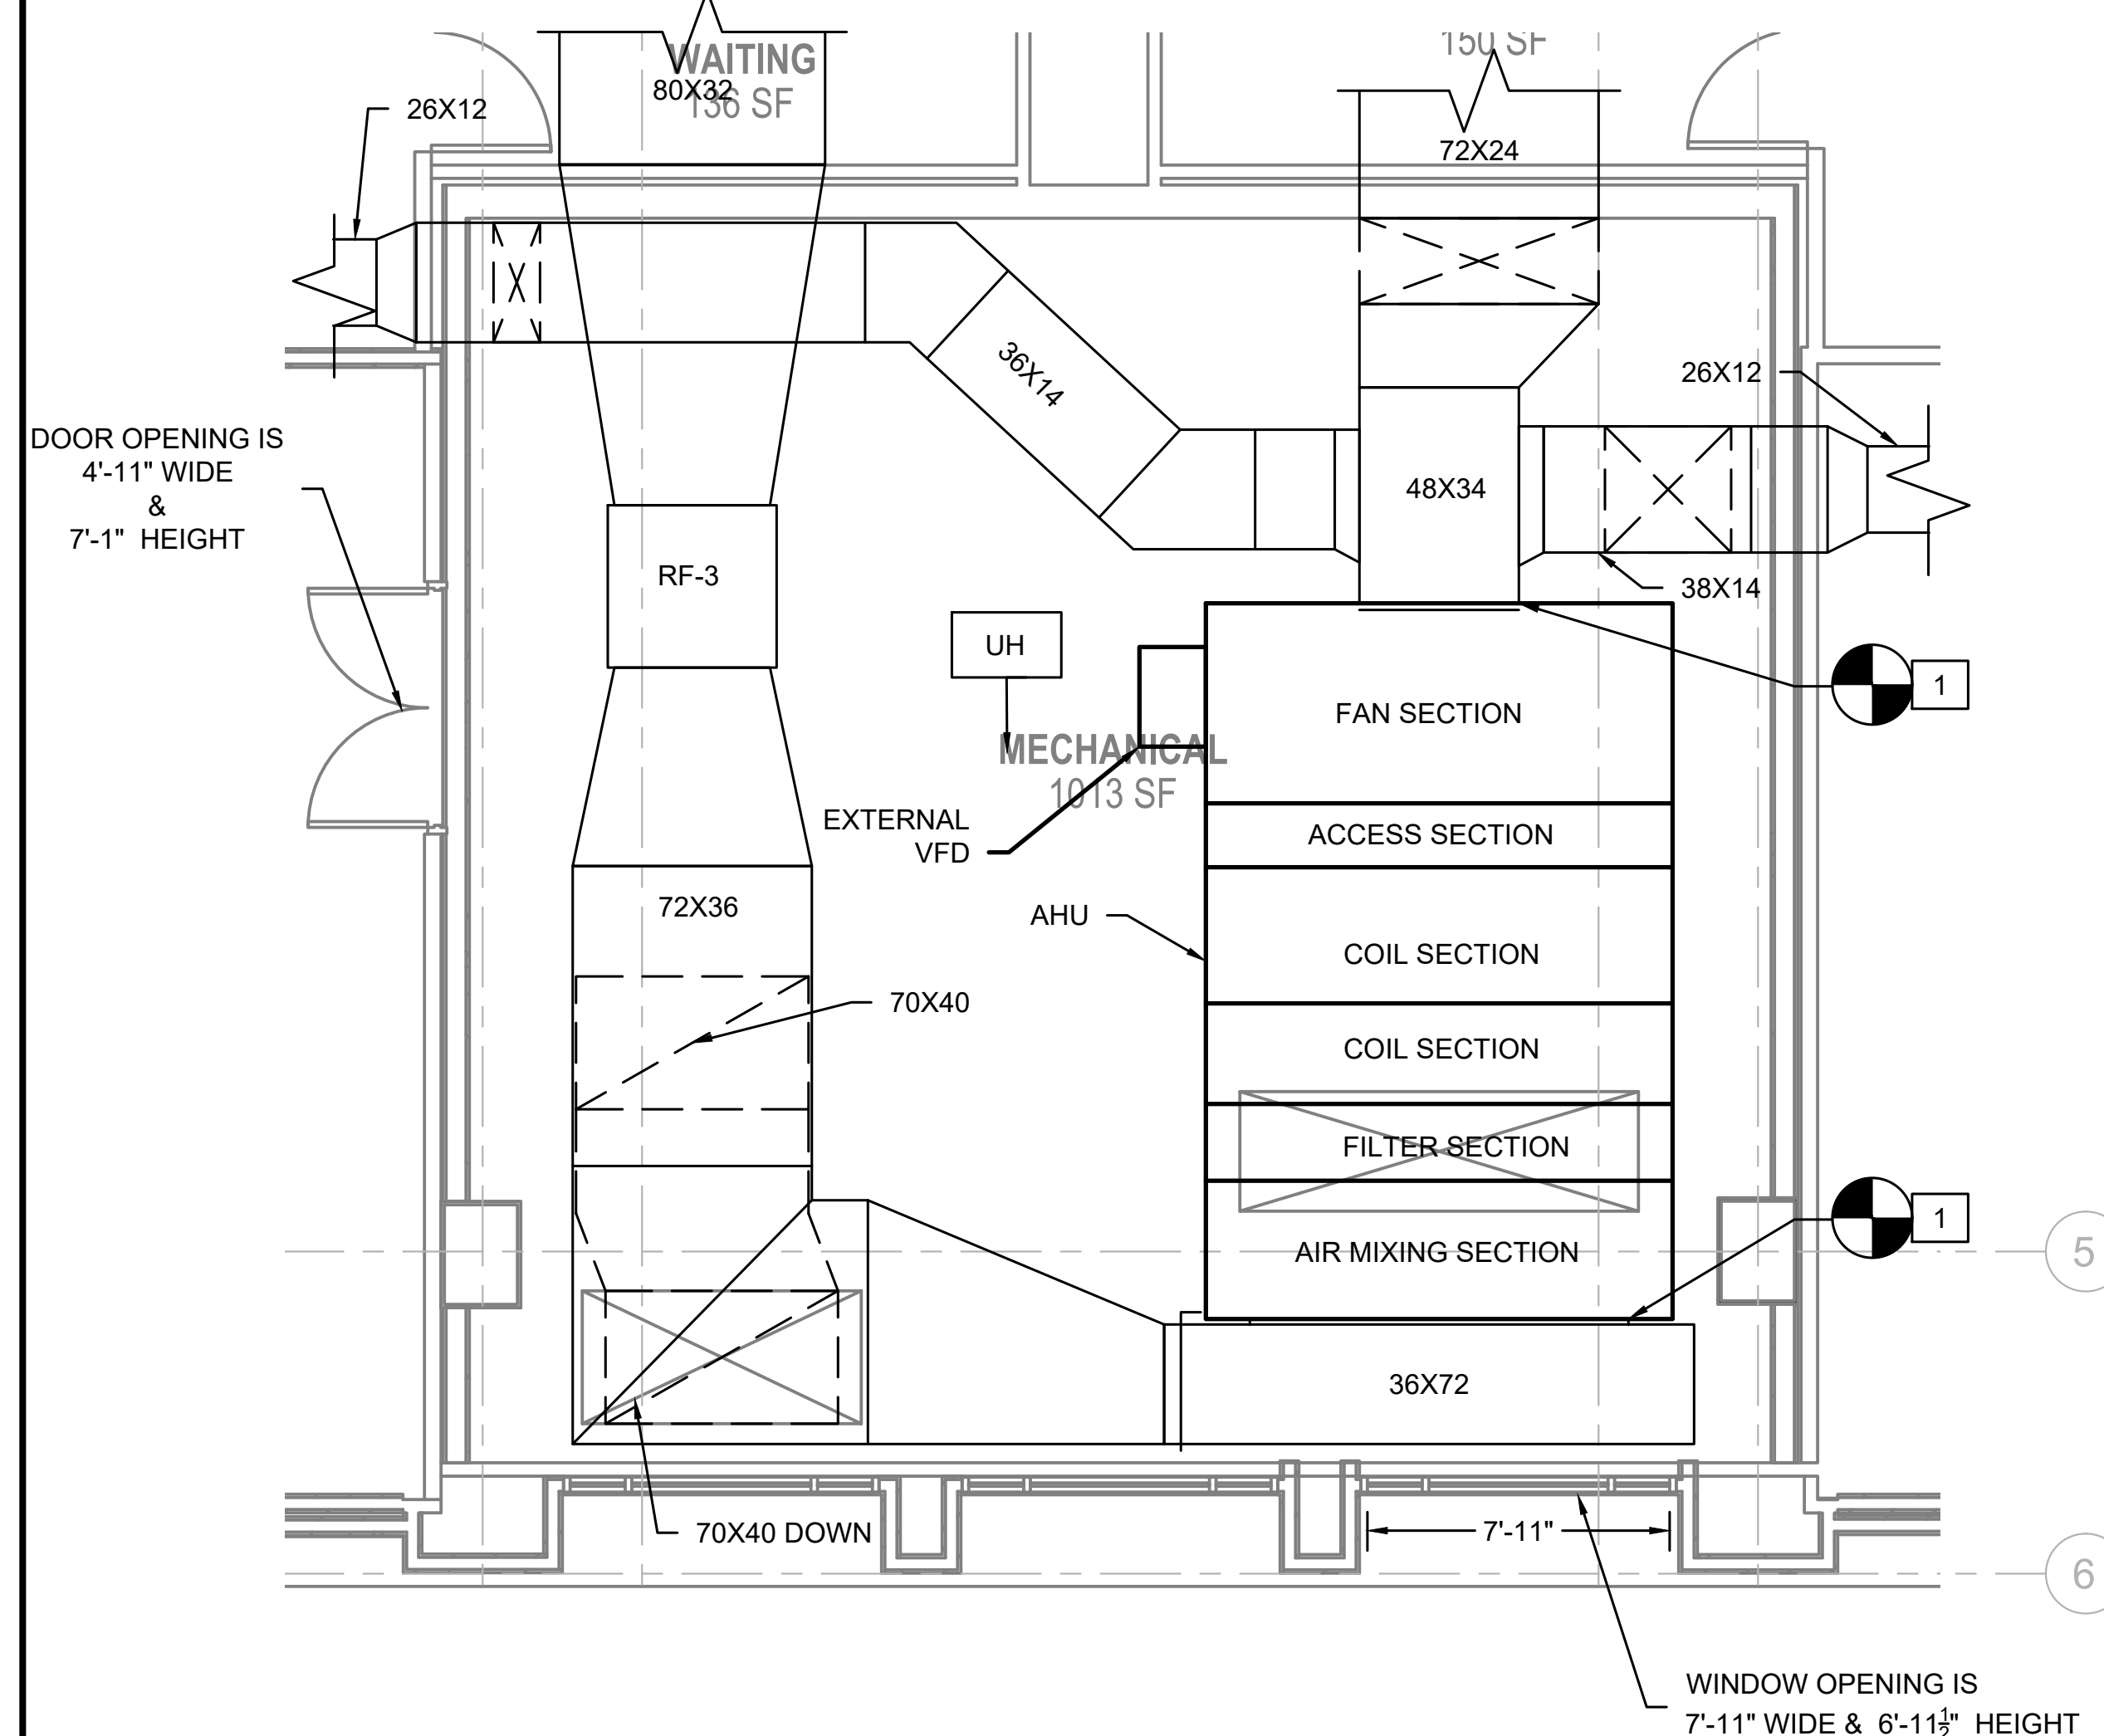 WAITING
136 SF
80X32
150 SF
72X24
26X12
36X14
26X12
DOOR OPENING IS
4'-11" WIDE
&
7'-1" HEIGHT
48X34
38X14
RF-3
UH
1
FAN SECTION
MECHANICAL
1013 SF
EXTERNAL
VFD
ACCESS SECTION
72X36
AHU
COIL SECTION
70X40
COIL SECTION
FILTER SECTION
1
AIR MIXING SECTION
5
36X72
70X40 DOWN
7'-11"
6
WINDOW OPENING IS
7'-11" WIDE & 6'-11½" HEIGHT